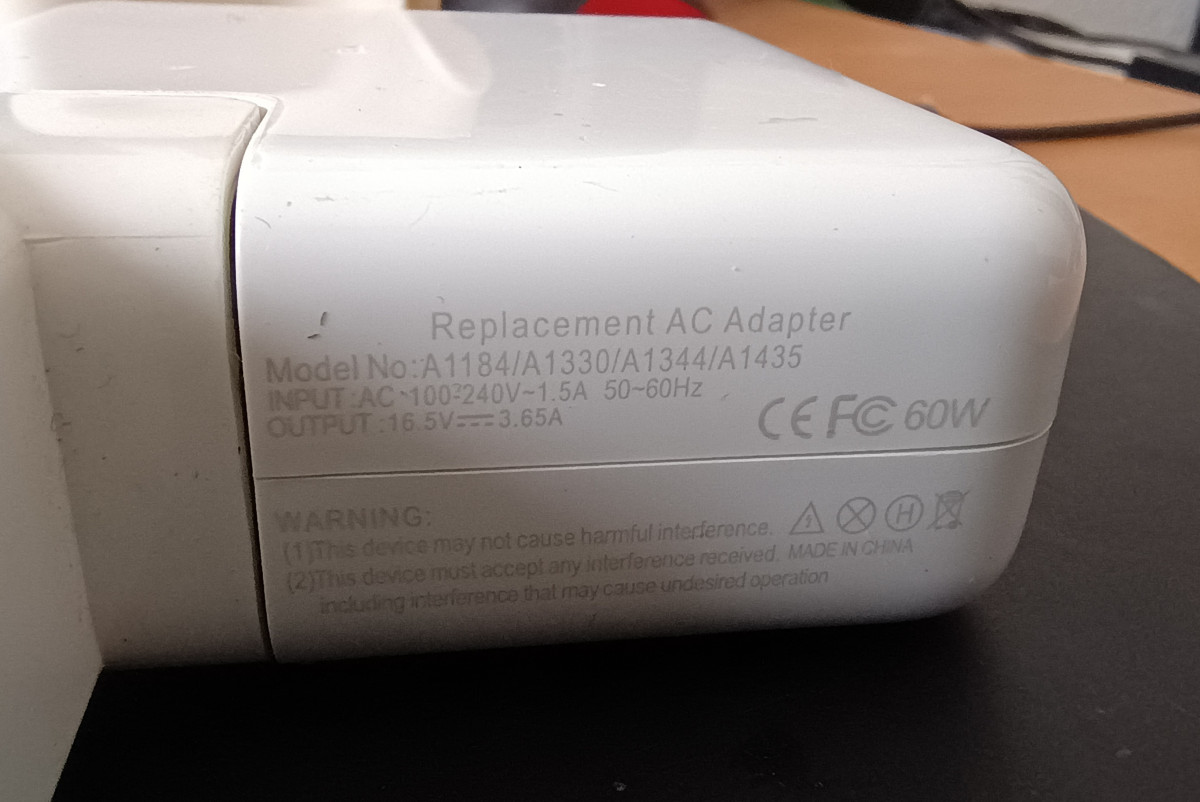 Replacement AC Adapter
Model No:A1184/A1330/A1344/A1435
INPUT:AC 100-240V~1.5A 50~60Hz
OUTPUT:16.5V⎓3.65A
CE FC 60W
WARNING:
(1)This device may not cause harmful interference.
(2)This device must accept any interference received. MADE IN CHINA
including interference that may cause undesired operation
H